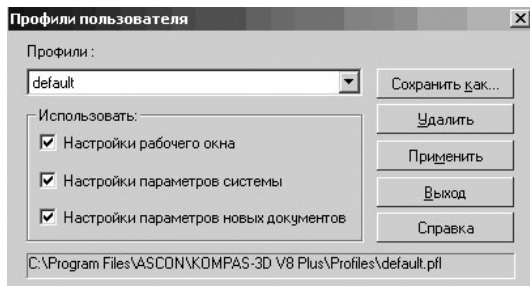 Профили пользователя
Профили:
default
Сохранить как...
Использовать:
Удалить
Настройки рабочего окна
Применить
Настройки параметров системы
Выход
Настройки параметров новых документов
Справка
C:\Program Files\ASCON\KOMPAS-3D V8 Plus\Profiles\default.pfl